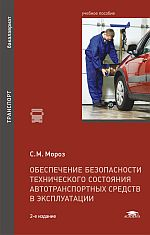 учебное пособие
Бакалавриат
ТРАНСПОРТ
С.М. Мороз
ОБЕСПЕЧЕНИЕ БЕЗОПАСНОСТИ
ТЕХНИЧЕСКОГО СОСТОЯНИЯ
АВТОТРАНСПОРТНЫХ СРЕДСТВ
В ЭКСПЛУАТАЦИИ
2-е издание